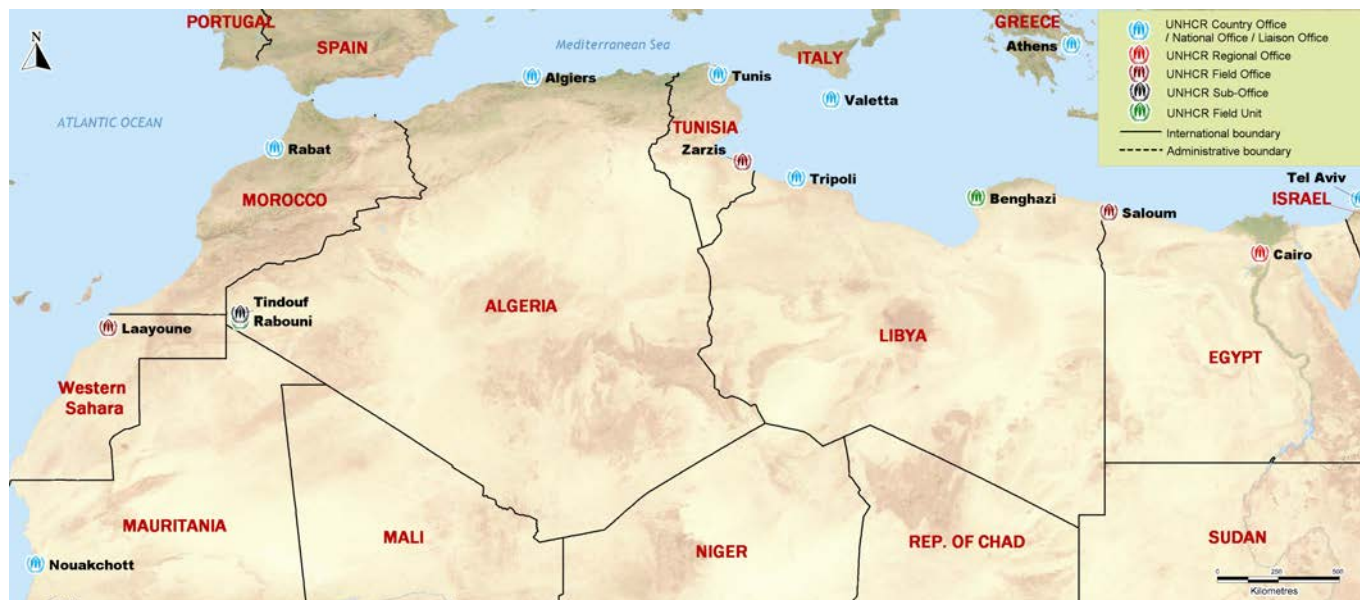 PORTUGAL
SPAIN
Mediterranean Sea
ITALY
GREECE
Athens
N
Algiers
Tunis
Valetta
ATLANTIC OCEAN
TUNISIA
Zarzis
Rabat
MOROCCO
Tripoli
Benghazi
Saloum
Tel Aviv
ISRAEL
Cairo
Tindouf
Rabouni
Laayoune
ALGERIA
LIBYA
EGYPT
Western
Sahara
MAURITANIA
MALI
NIGER
REP. OF CHAD
SUDAN
Nouakchott
UNHCR Country Office
/ National Office / Liaison Office
UNHCR Regional Office
UNHCR Field Office
UNHCR Sub-Office
UNHCR Field Unit
International boundary
Administrative boundary
0 250 500
Kilometres